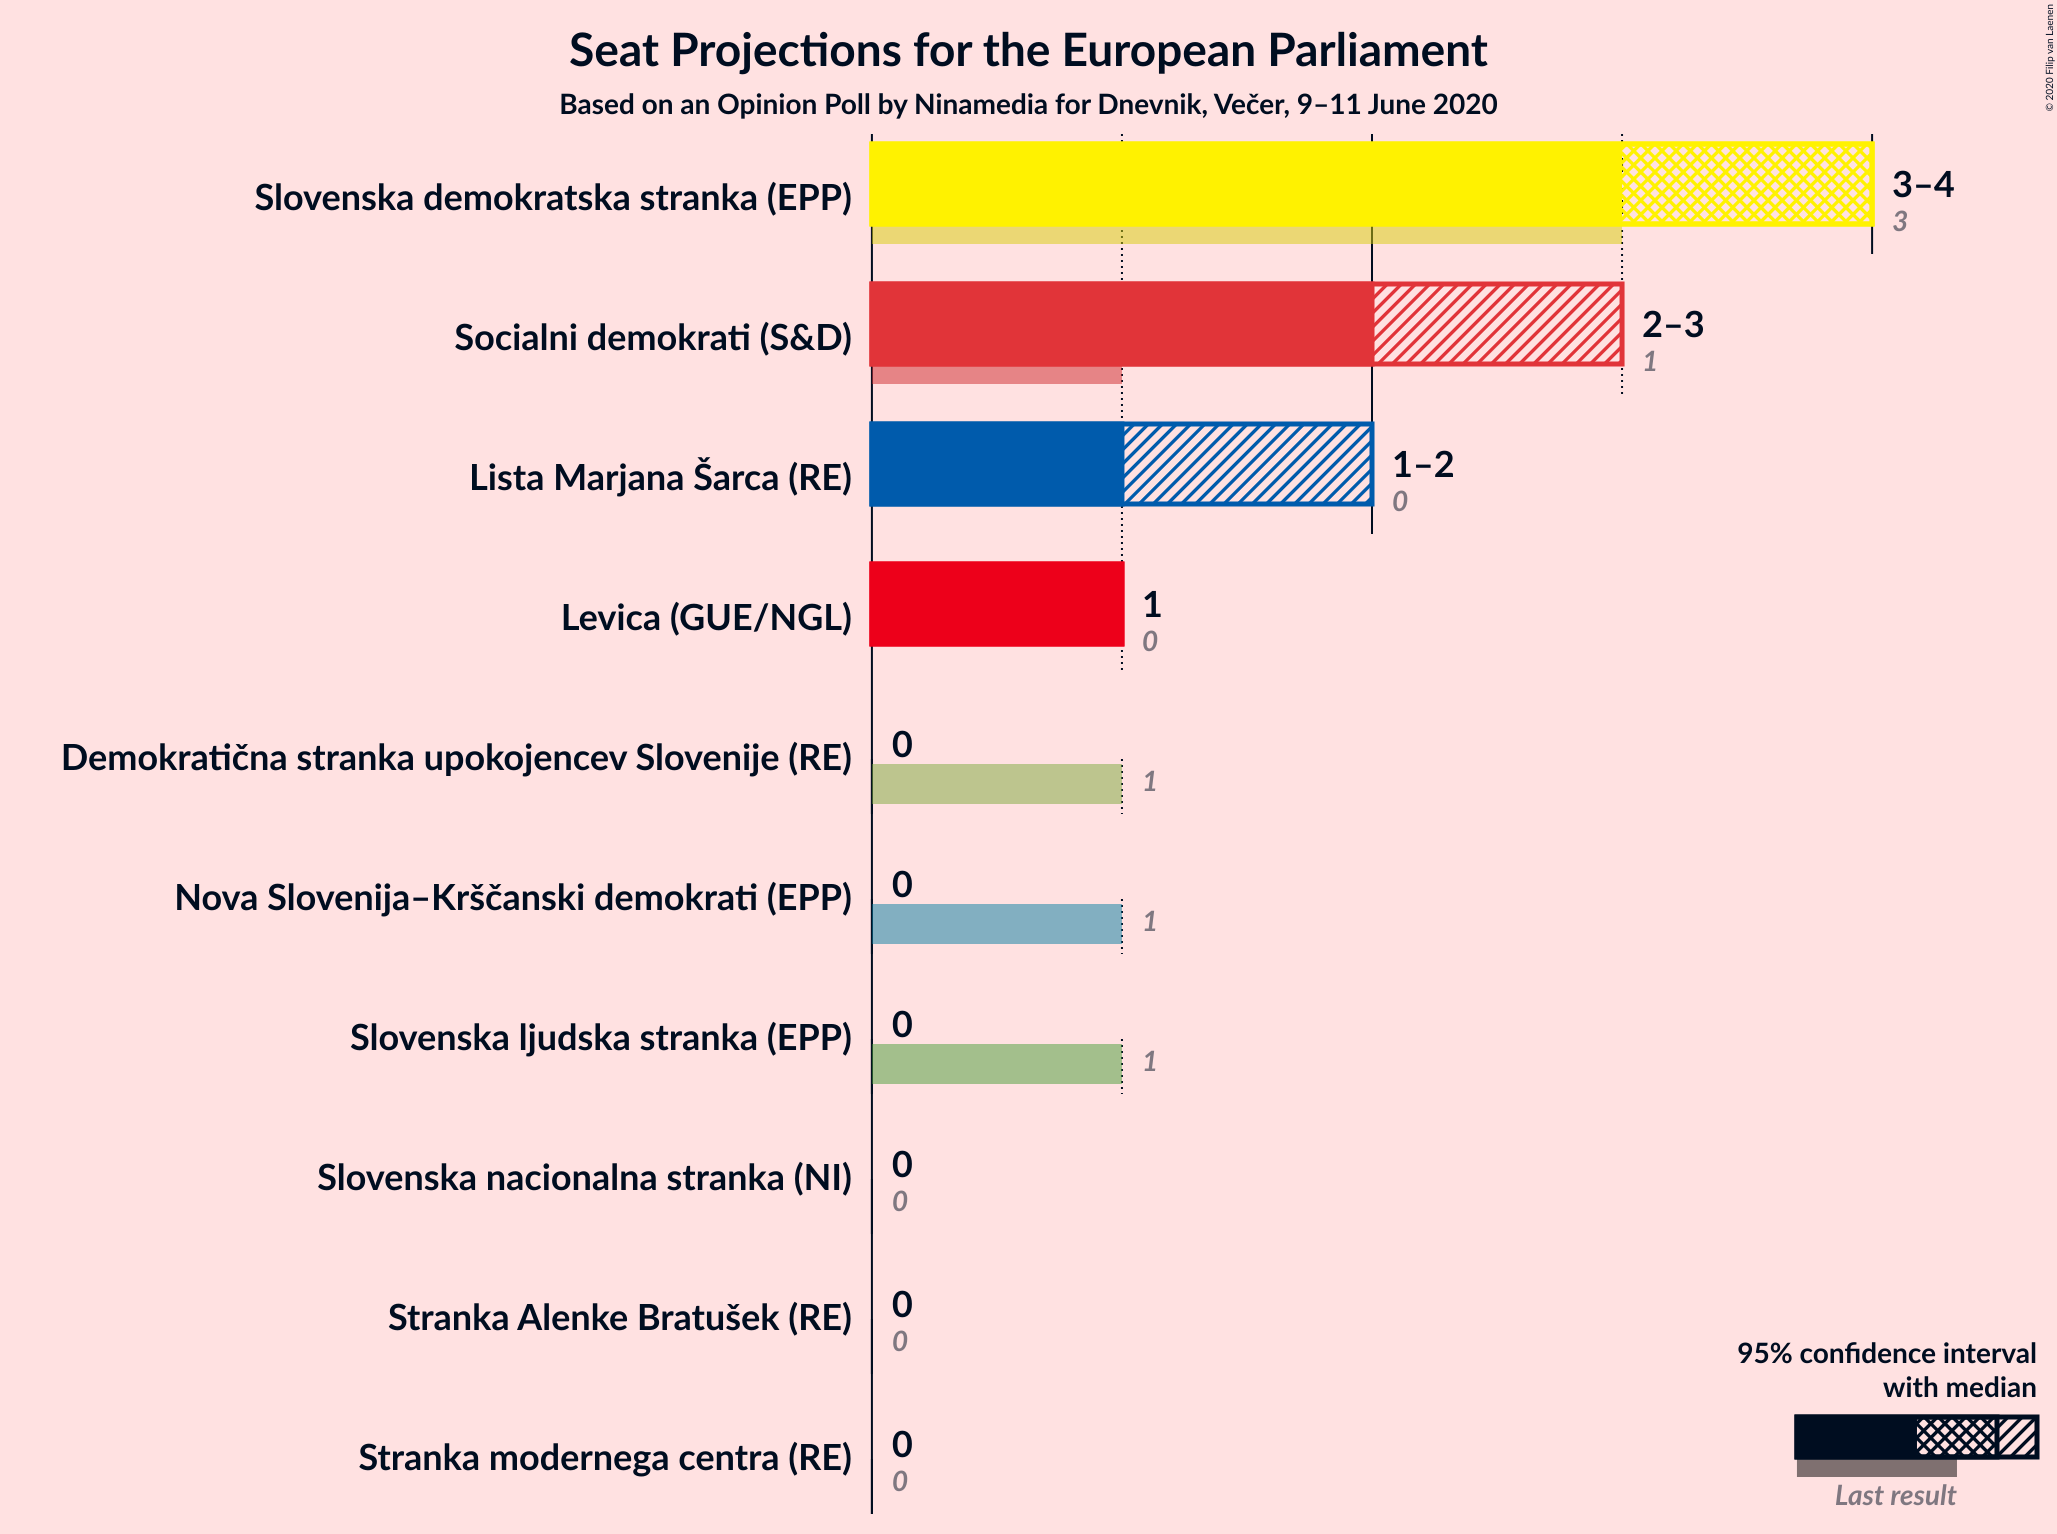 Seat Projections for the European Parliament
Based on an Opinion Poll by Ninamedia for Dnevnik, Večer, 9–11 June 2020
© 2020 Filip van Laenen
Slovenska demokratska stranka (EPP)
3–4
3
Socialni demokrati (S&D)
2–3
1
Lista Marjana Šarca (RE)
1–2
0
Levica (GUE/NGL)
1
0
Demokratična stranka upokojencev Slovenije (RE)
0
1
Nova Slovenija–Krščanski demokrati (EPP)
0
1
Slovenska ljudska stranka (EPP)
0
1
Slovenska nacionalna stranka (NI)
0
0
Stranka Alenke Bratušek (RE)
0
0
Stranka modernega centra (RE)
0
0
95% confidence interval
with median
Last result